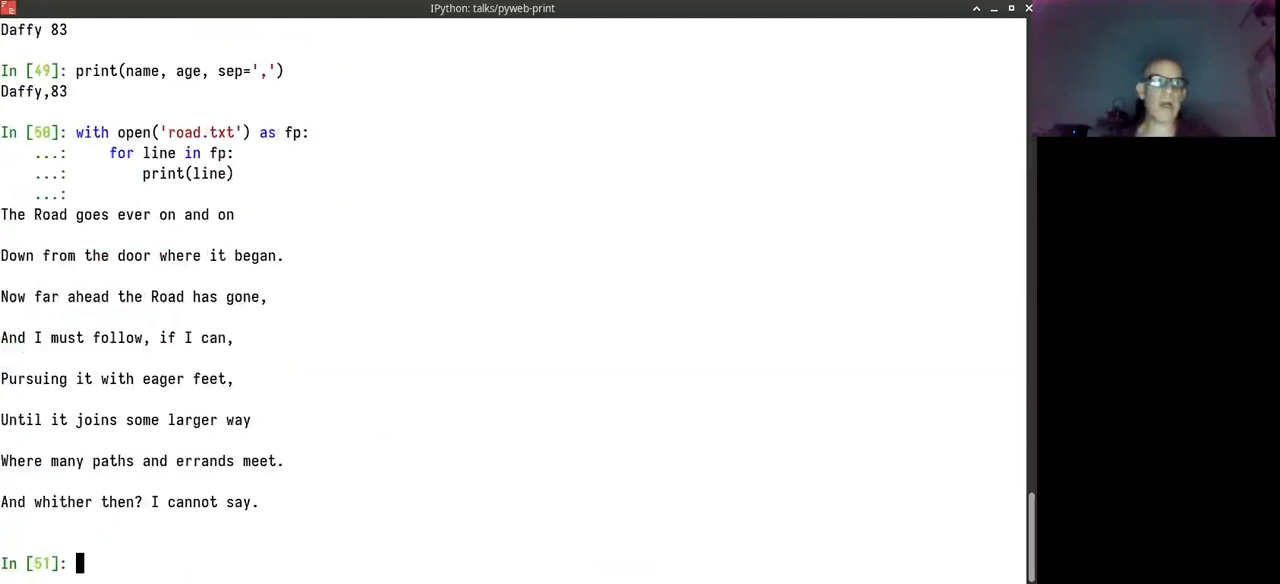 IPython: talks/pyweb-print
Daffy 83
In [49]: print(name, age, sep=',')
Daffy,83
In [50]: with open('road.txt') as fp:
...: for line in fp:
...: print(line)
...:
The Road goes ever on and on
Down from the door where it began.
Now far ahead the Road has gone,
And I must follow, if I can,
Pursuing it with eager feet,
Until it joins some larger way
Where many paths and errands meet.
And whither then? I cannot say.
In [51]: